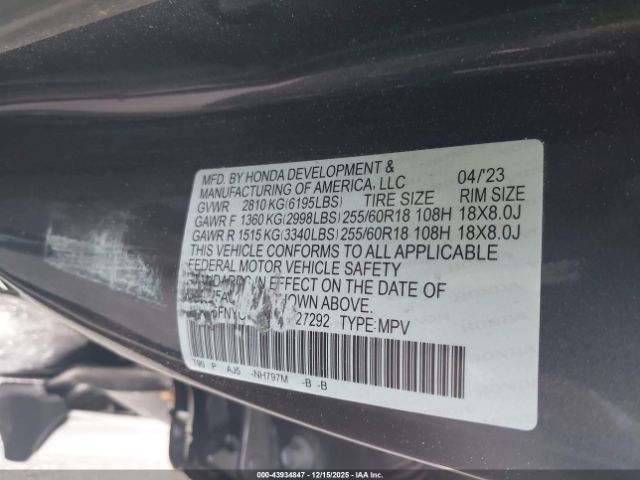 MFD. BY HONDA DEVELOPMENT & 04/23
MANUFACTURING OF AMERICA, LLC
GVWR 2810 KG(6195LBS) TIRE SIZE RIM SIZE
GAWR F 1360 KG(2998LBS) 255/60R18 108H 18X8.0J
GAWR R 1515 KG(3340LBS) 255/60R18 108H 18X8.0J
THIS VEHICLE CONFORMS TO ALL APPLICABLE
FEDERAL MOTOR VEHICLE SAFETY
IN EFFECT ON THE DATE OF
SHOWN ABOVE.
27292 TYPE:MPV
P AJ5 -NH797M -B -B
000-43934847 12/15/2025 IAA, Inc.